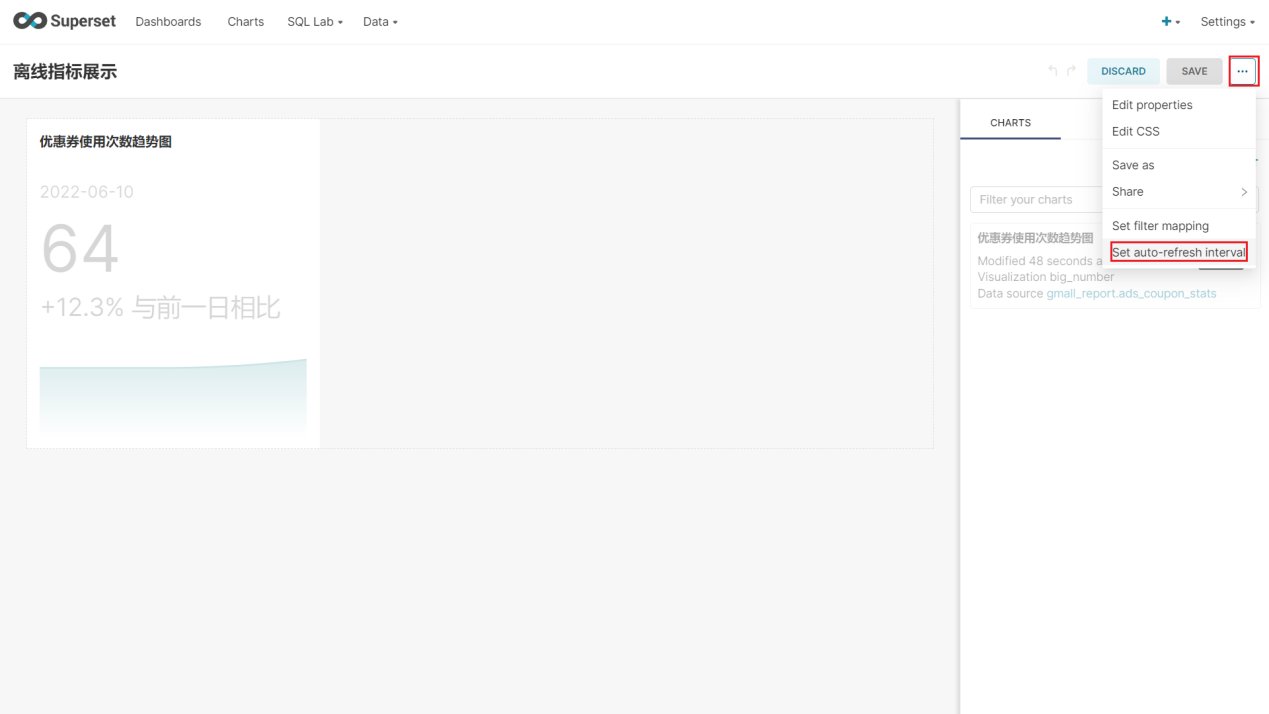 Superset Dashboards Charts SQL Lab Data Settings
离线指标展示
DISCARD SAVE ...
Edit properties
Edit CSS
Save as
Share
Set filter mapping
Set auto-refresh interval
优惠券使用次数趋势图
2022-06-10
64
+12.3% 与前一日相比
CHARTS
Filter your charts
优惠券使用次数趋势图
Modified 48 seconds a
Visualization big_number
Data source gmall_report.ads_coupon_stats